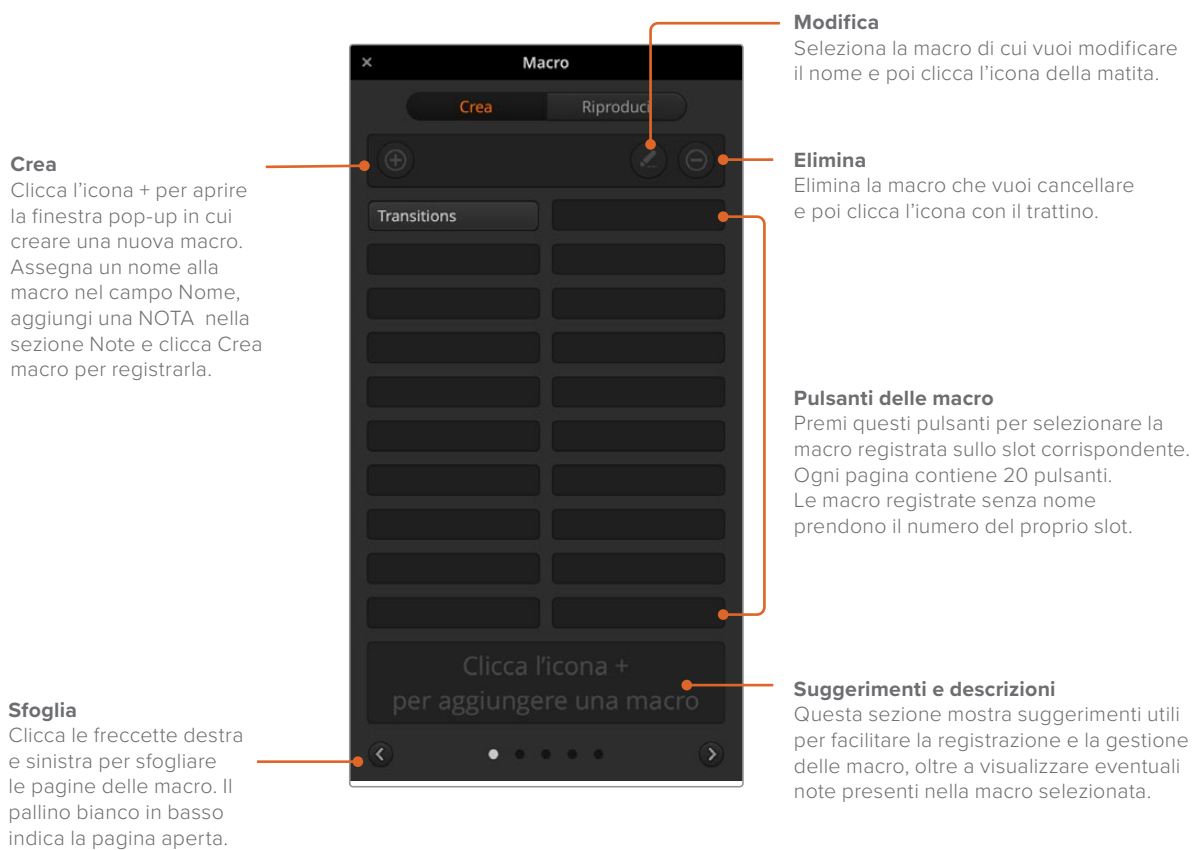 Modifica
Seleziona la macro di cui vuoi modificare
il nome e poi clicca l'icona della matita.
Macro
Crea
Riproduci
Crea
Clicca l'icona + per aprire
la finestra pop-up in cui
creare una nuova macro.
Assegna un nome alla
macro nel campo Nome,
aggiungi una NOTA nella
sezione Note e clicca Crea
macro per registrarla.
Elimina
Elimina la macro che vuoi cancellare
e poi clicca l'icona con il trattino.
Transitions
Pulsanti delle macro
Premi questi pulsanti per selezionare la
macro registrata sullo slot corrispondente.
Ogni pagina contiene 20 pulsanti.
Le macro registrate senza nome
prendono il numero del proprio slot.
Clicca l'icona +
per aggiungere una macro
Suggerimenti e descrizioni
Questa sezione mostra suggerimenti utili
per facilitare la registrazione e la gestione
delle macro, oltre a visualizzare eventuali
note presenti nella macro selezionata.
Sfoglia
Clicca le freccette destra
e sinistra per sfogliare
le pagine delle macro. Il
pallino bianco in basso
indica la pagina aperta.